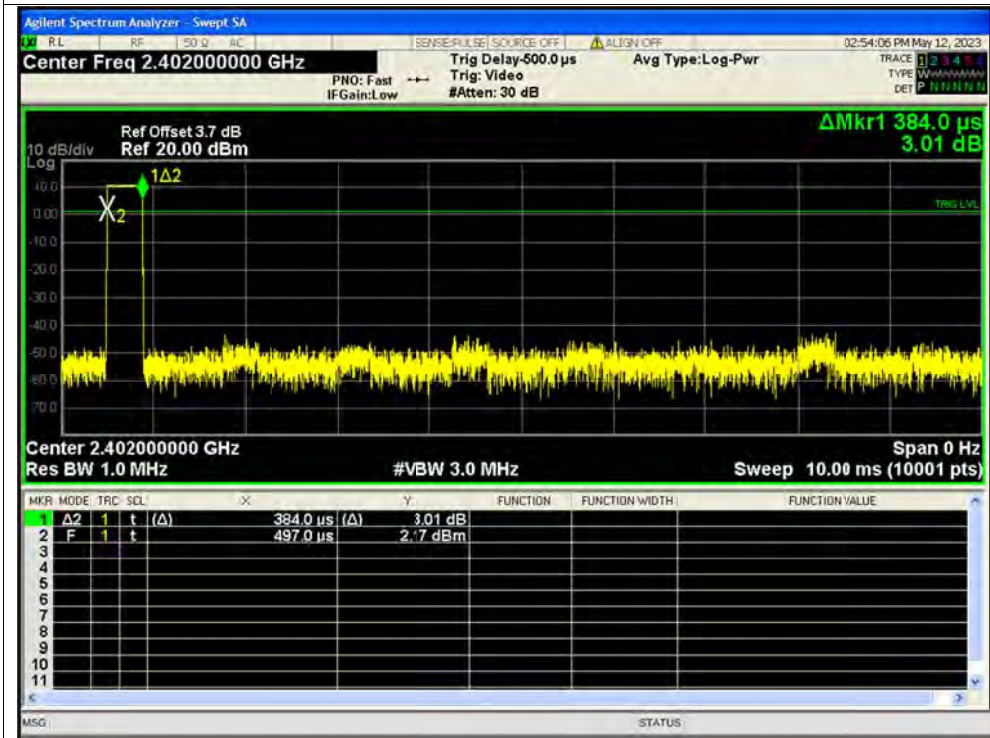 Agilent Spectrum Analyzer - Swept SA
RL RF 50 Ω AC SENSE:PULSE SOURCE OFF ALIGN OFF 02:54:06 PM May 12, 2023
Center Freq 2.402000000 GHz Trig Delay-500.0 µs Avg Type:Log-Pwr TRACE 1 2 3 4 5 6
PNO: Fast Trig: Video TYPE
IFGain:Low #Atten: 30 dB DET P N N N N N
ΔMkr1 384.0 µs
3.01 dB
Ref Offset 3.7 dB
10 dB/div Ref 20.00 dBm
Log
10.0
1Δ2
X2
0.00
TRIG LVL
-10.0
-20.0
-30.0
-40.0
-50.0
-60.0
-70.0
Center 2.402000000 GHz Span 0 Hz
Res BW 1.0 MHz #VBW 3.0 MHz Sweep 10.00 ms (10001 pts)
MKR MODE TRC SCL X Y FUNCTION FUNCTION WIDTH FUNCTION VALUE
1 Δ2 1 t (Δ) 384.0 µs (Δ) 3.01 dB
2 F 1 t 497.0 µs 2.17 dBm
3
4
5
6
7
8
9
10
11
MSG STATUS